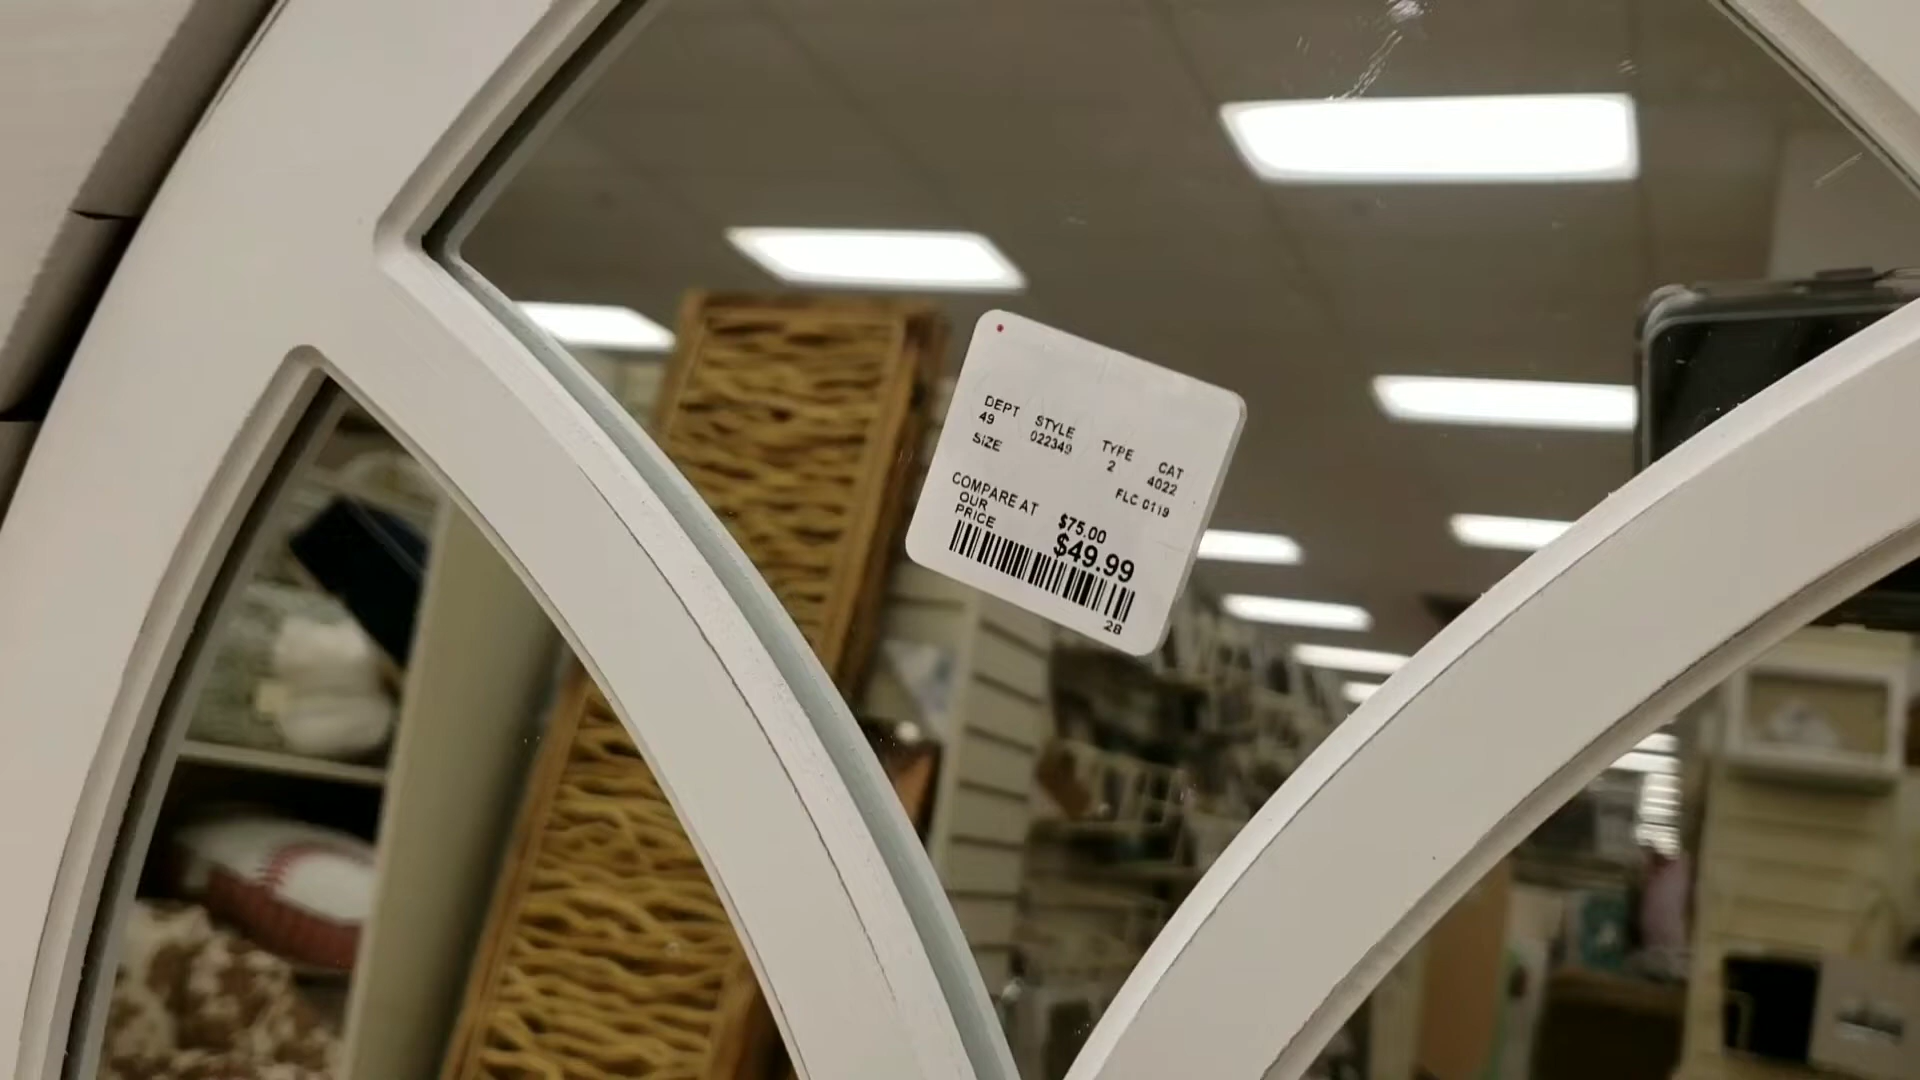 DEPT STYLE TYPE CAT
49 022349 2 4022
SIZE FLC 0119
COMPARE AT $75.00
OUR
PRICE $49.99
28